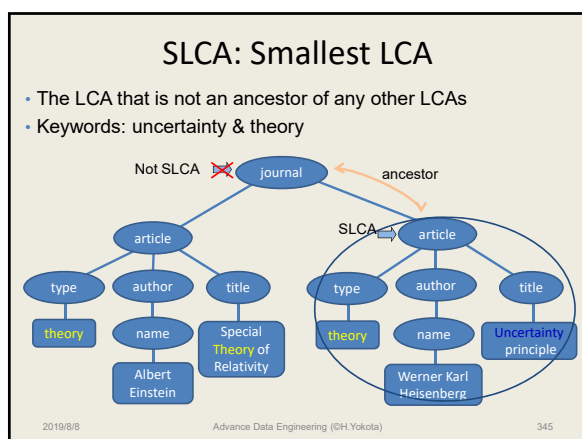 SLCA: Smallest LCA
• The LCA that is not an ancestor of any other LCAs
• Keywords: uncertainty & theory
Not SLCA
journal
ancestor
SLCA
article
article
type
author
title
type
author
title
theory
name
Special
Theory of
Relativity
theory
name
Uncertainty
principle
Albert
Einstein
Werner Karl
Heisenberg
2019/8/8
Advance Data Engineering (©H.Yokota)
345